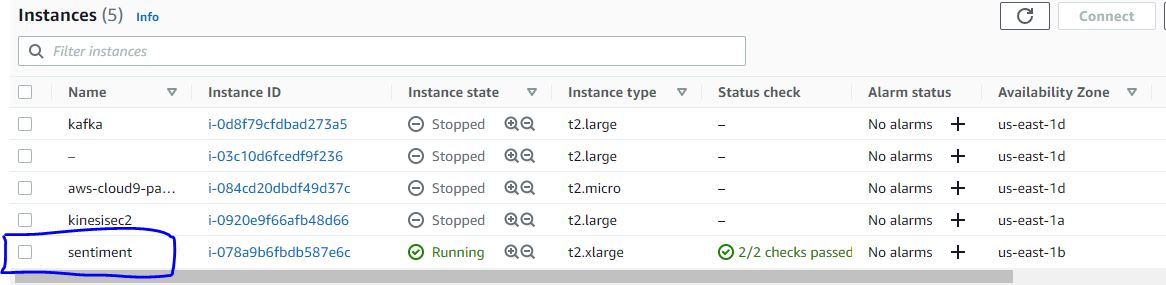 Instances (5) Info Connect
Filter instances
Name Instance ID Instance state Instance type Status check Alarm status Availability Zone
kafka i-0d8f79cfdbad273a5 Stopped t2.large – No alarms + us-east-1d
– i-03c10d6fcedf9f236 Stopped t2.large – No alarms + us-east-1d
aws-cloud9-pa... i-084cd20dbdf49d37c Stopped t2.micro – No alarms + us-east-1d
kinesisec2 i-0920e9f66afb48d66 Stopped t2.large – No alarms + us-east-1a
sentiment i-078a9b6fbdb587e6c Running t2.xlarge 2/2 checks passed No alarms + us-east-1b